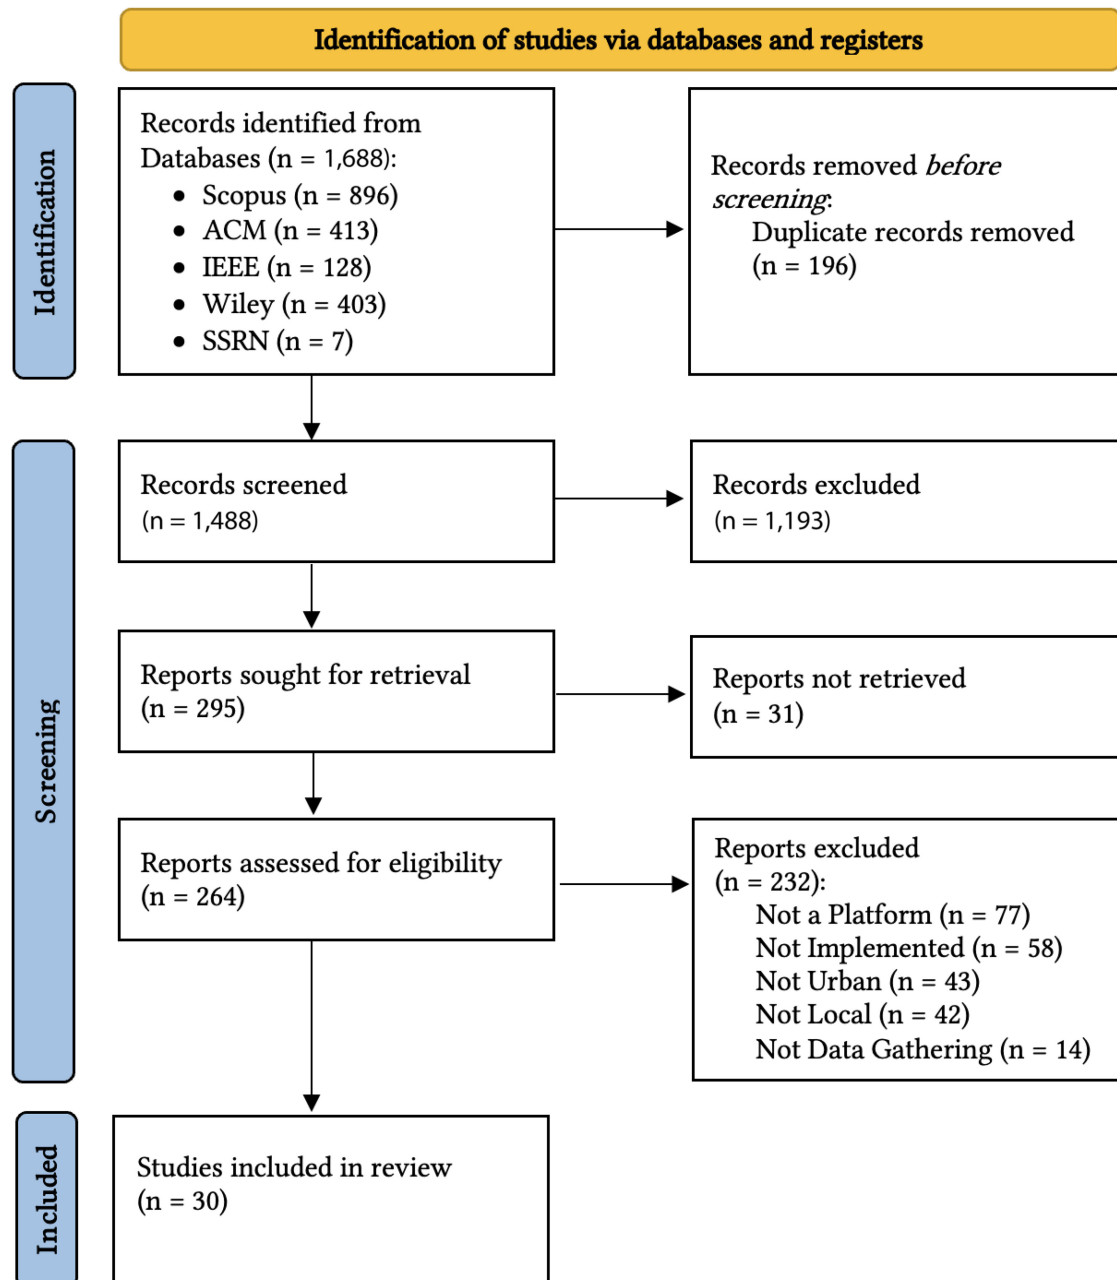 Identification of studies via databases and registers
Identification
Records identified from
Databases (n = 1,688):
• Scopus (n = 896)
• ACM (n = 413)
• IEEE (n = 128)
• Wiley (n = 403)
• SSRN (n = 7)
Records removed before
screening:
Duplicate records removed
(n = 196)
Screening
Records screened
(n = 1,488)
Records excluded
(n = 1,193)
Reports sought for retrieval
(n = 295)
Reports not retrieved
(n = 31)
Reports assessed for eligibility
(n = 264)
Reports excluded
(n = 232):
Not a Platform (n = 77)
Not Implemented (n = 58)
Not Urban (n = 43)
Not Local (n = 42)
Not Data Gathering (n = 14)
Included
Studies included in review
(n = 30)